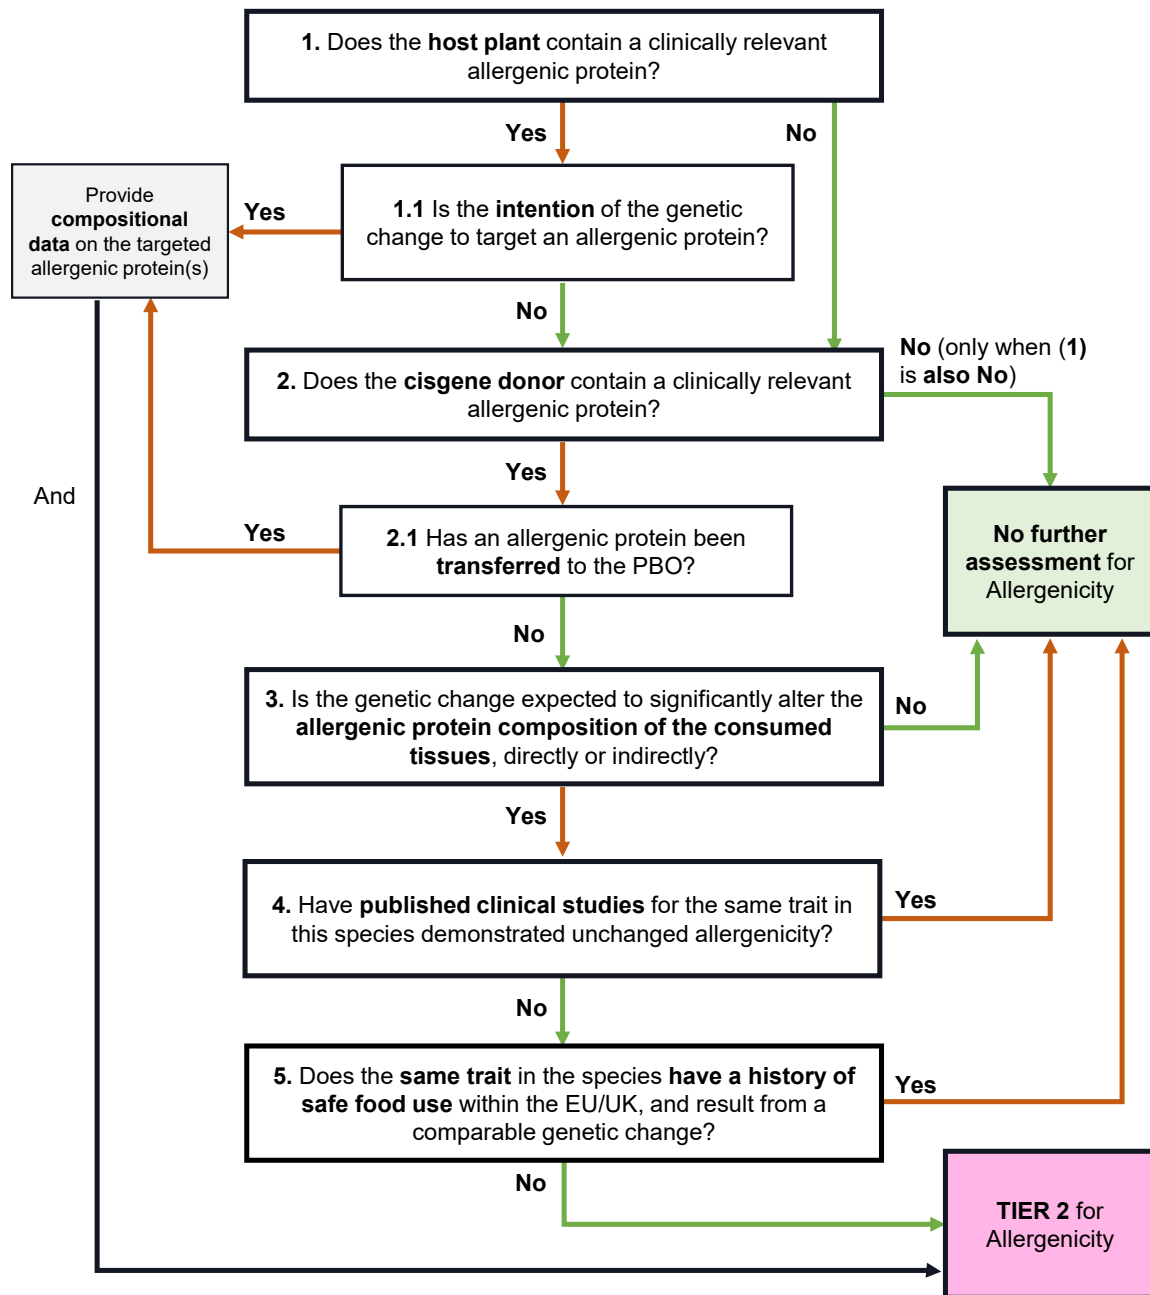 1. Does the host plant contain a clinically relevant
allergenic protein?
Yes
No
Provide
compositional
data on the targeted
allergenic protein(s)
Yes
1.1 Is the intention of the genetic
change to target an allergenic protein?
No
No (only when (1)
is also No)
2. Does the cisgene donor contain a clinically relevant
allergenic protein?
Yes
And
Yes
2.1 Has an allergenic protein been
transferred to the PBO?
No further
assessment for
Allergenicity
No
3. Is the genetic change expected to significantly alter the
allergenic protein composition of the consumed
tissues, directly or indirectly?
No
Yes
4. Have published clinical studies for the same trait in
this species demonstrated unchanged allergenicity?
Yes
No
5. Does the same trait in the species have a history of
safe food use within the EU/UK, and result from a
comparable genetic change?
Yes
No
TIER 2 for
Allergenicity